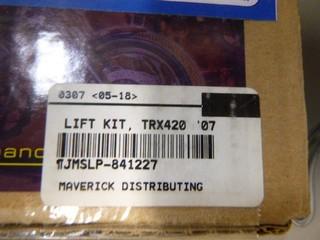 0307 <05-18>
LIFT KIT, TRX420 '07
¶JMSLP-841227
MAVERICK DISTRIBUTING